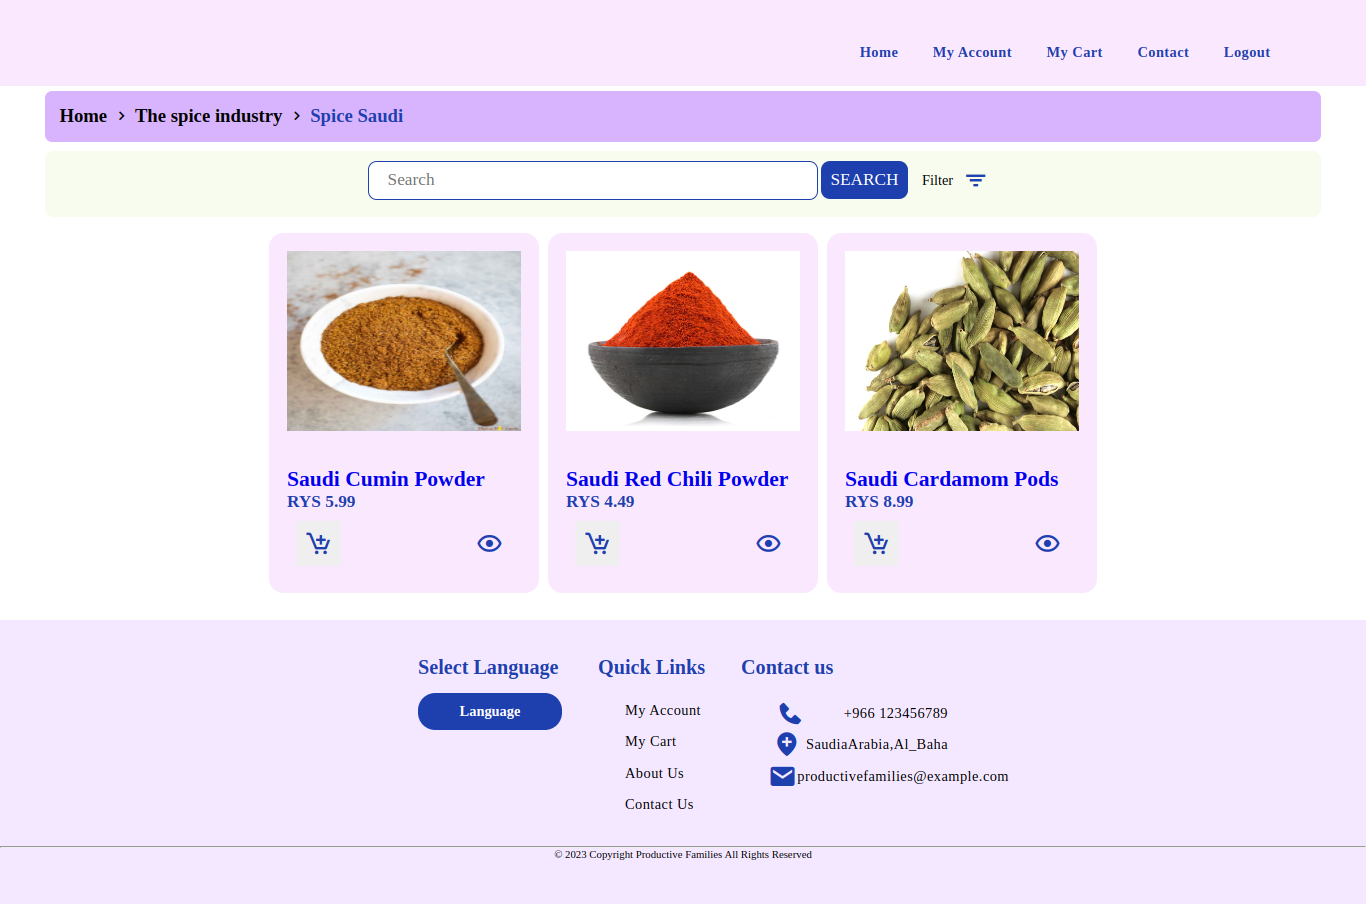 Home My Account My Cart Contact Logout
Home > The spice industry > Spice Saudi
Search SEARCH Filter
Saudi Cumin Powder
RYS 5.99
Saudi Red Chili Powder
RYS 4.49
Saudi Cardamom Pods
RYS 8.99
Select Language
Language
Quick Links
My Account
My Cart
About Us
Contact Us
Contact us
+966 123456789
SaudiaArabia,Al_Baha
productivefamilies@example.com
© 2023 Copyright Productive Families All Rights Reserved